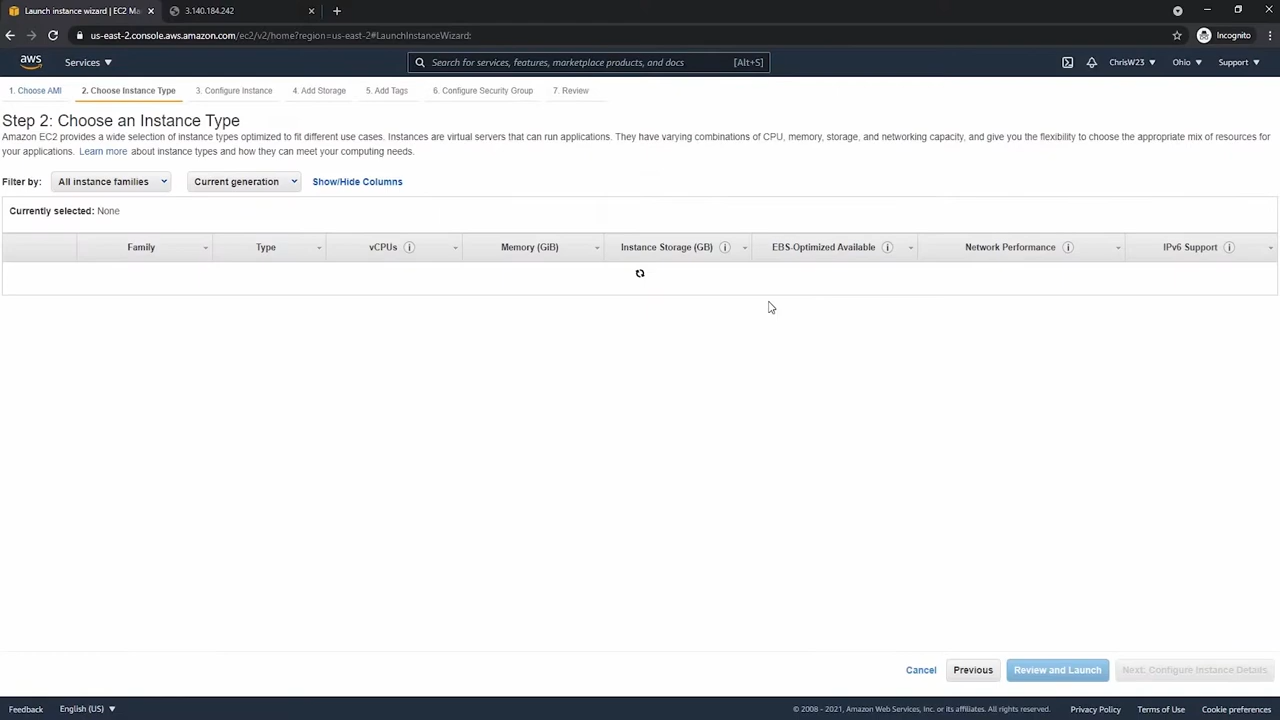 Launch instance wizard | EC2 Ma
3.140.184.242
us-east-2.console.aws.amazon.com/ec2/v2/home?region=us-east-2#LaunchInstanceWizard:
Incognito
aws
Services
Search for services, features, marketplace products, and docs
[Alt+S]
ChrisW23
Ohio
Support
1. Choose AMI
2. Choose Instance Type
3. Configure Instance
4. Add Storage
5. Add Tags
6. Configure Security Group
7. Review
Step 2: Choose an Instance Type
Amazon EC2 provides a wide selection of instance types optimized to fit different use cases. Instances are virtual servers that can run applications. They have varying combinations of CPU, memory, storage, and networking capacity, and give you the flexibility to choose the appropriate mix of resources for
your applications. Learn more about instance types and how they can meet your computing needs.
Filter by:
All instance families
Current generation
Show/Hide Columns
Currently selected: None
Family
Type
vCPUs
Memory (GiB)
Instance Storage (GB)
EBS-Optimized Available
Network Performance
IPv6 Support
Cancel
Previous
Review and Launch
Next: Configure Instance Details
Feedback
English (US)
© 2008 - 2021, Amazon Web Services, Inc. or its affiliates. All rights reserved.
Privacy Policy
Terms of Use
Cookie preferences